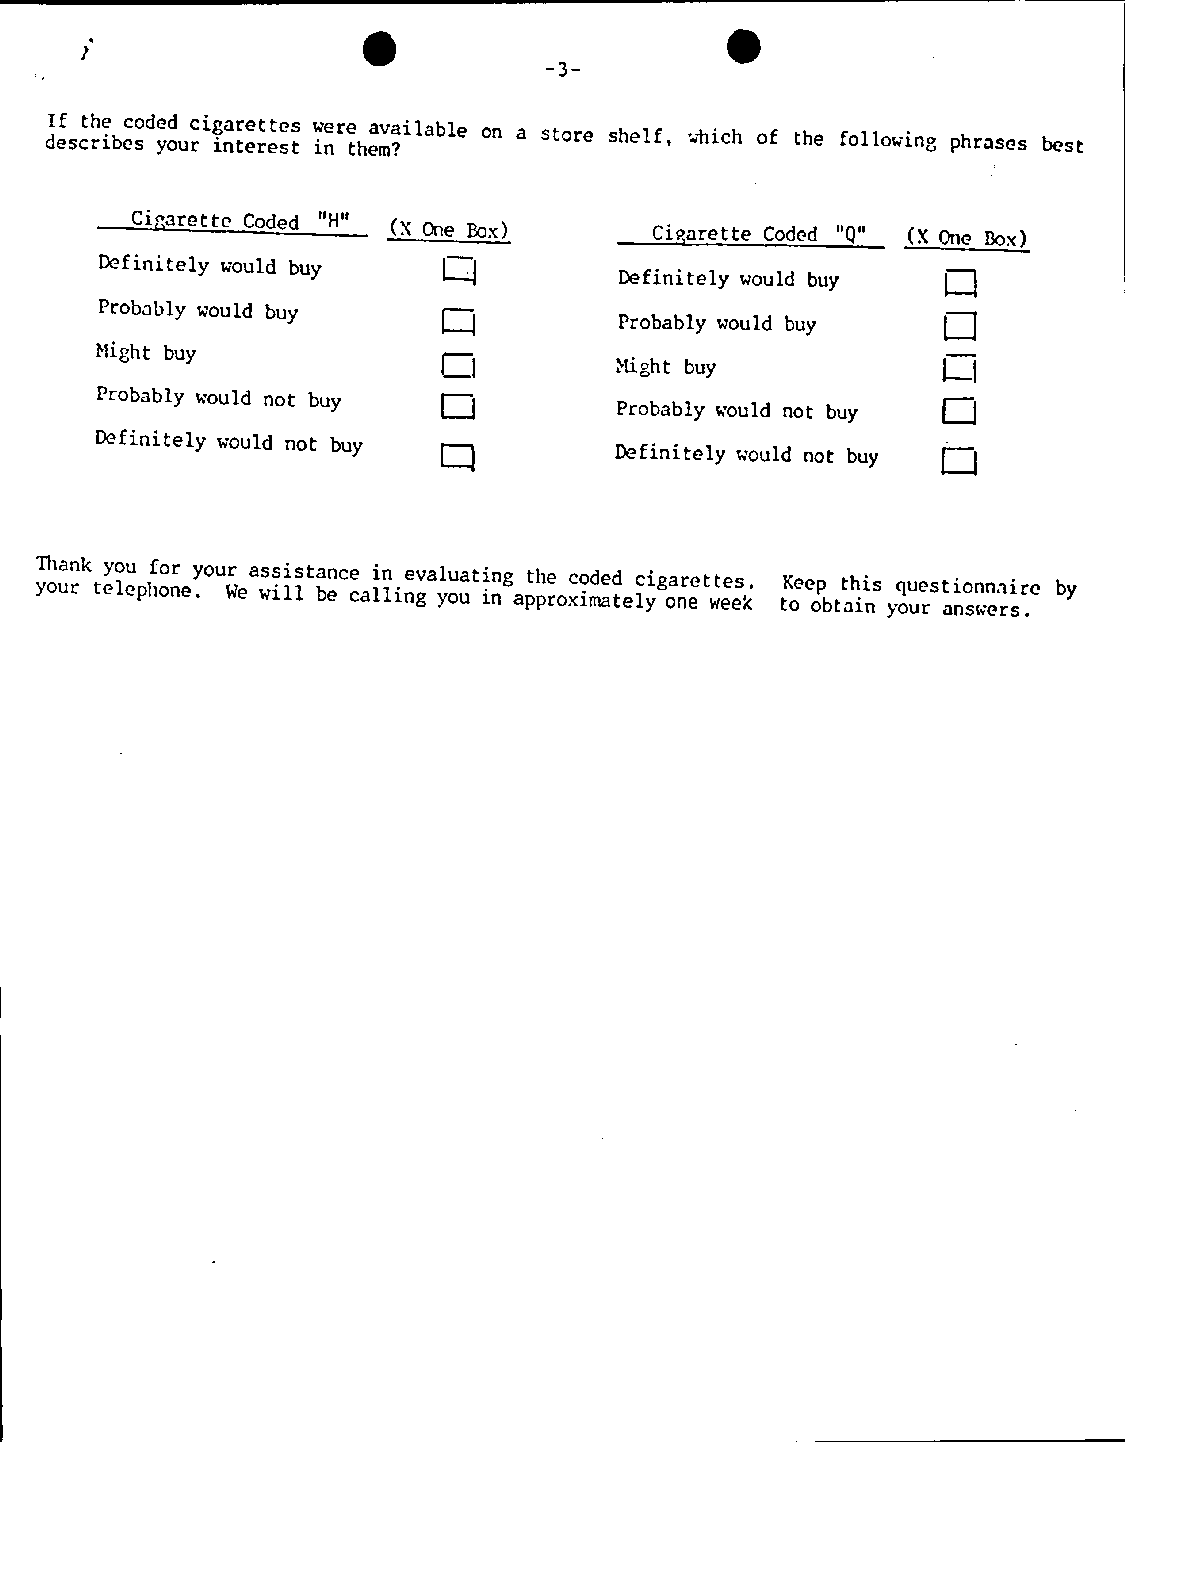 -3-
If the coded cigarettes were available on a store shelf, which of the following phrases best
describes your interest in them?
Cigarette Coded "H" (X One Box)
Definitely would buy
Probably would buy
Might buy
Probably would not buy
Definitely would not buy
Cigarette Coded "Q" (X One Box)
Definitely would buy
Probably would buy
Might buy
Probably would not buy
Definitely would not buy
Thank you for your assistance in evaluating the coded cigarettes. Keep this questionnaire by
your telephone. We will be calling you in approximately one week to obtain your answers.